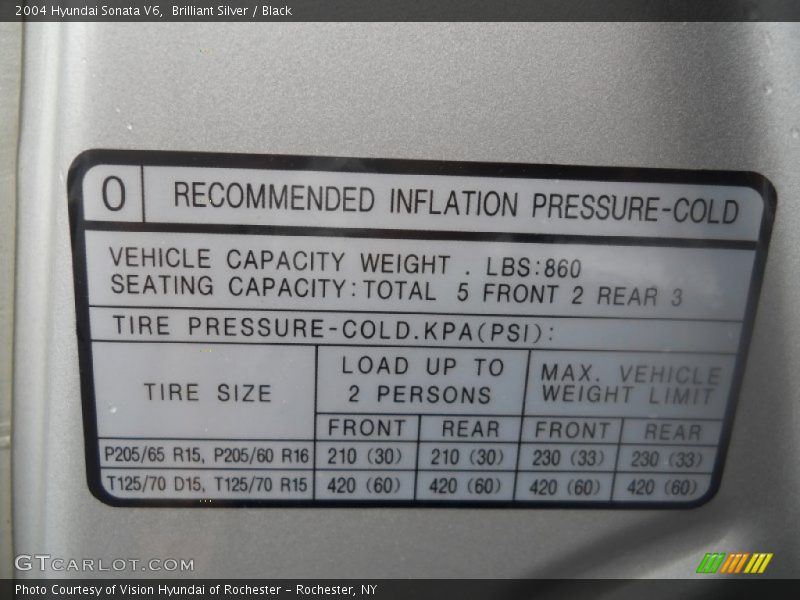 2004 Hyundai Sonata V6, Brilliant Silver / Black
0 RECOMMENDED INFLATION PRESSURE-COLD
VEHICLE CAPACITY WEIGHT . LBS:860
SEATING CAPACITY:TOTAL 5 FRONT 2 REAR 3
TIRE PRESSURE-COLD.KPA(PSI):
TIRE SIZE
LOAD UP TO
2 PERSONS
MAX. VEHICLE
WEIGHT LIMIT
FRONT REAR FRONT REAR
P205/65 R15, P205/60 R16 210 (30) 210 (30) 230 (33) 230 (33)
T125/70 D15, T125/70 R15 420 (60) 420 (60) 420 (60) 420 (60)
GTCARLOT.COM
Photo Courtesy of Vision Hyundai of Rochester - Rochester, NY